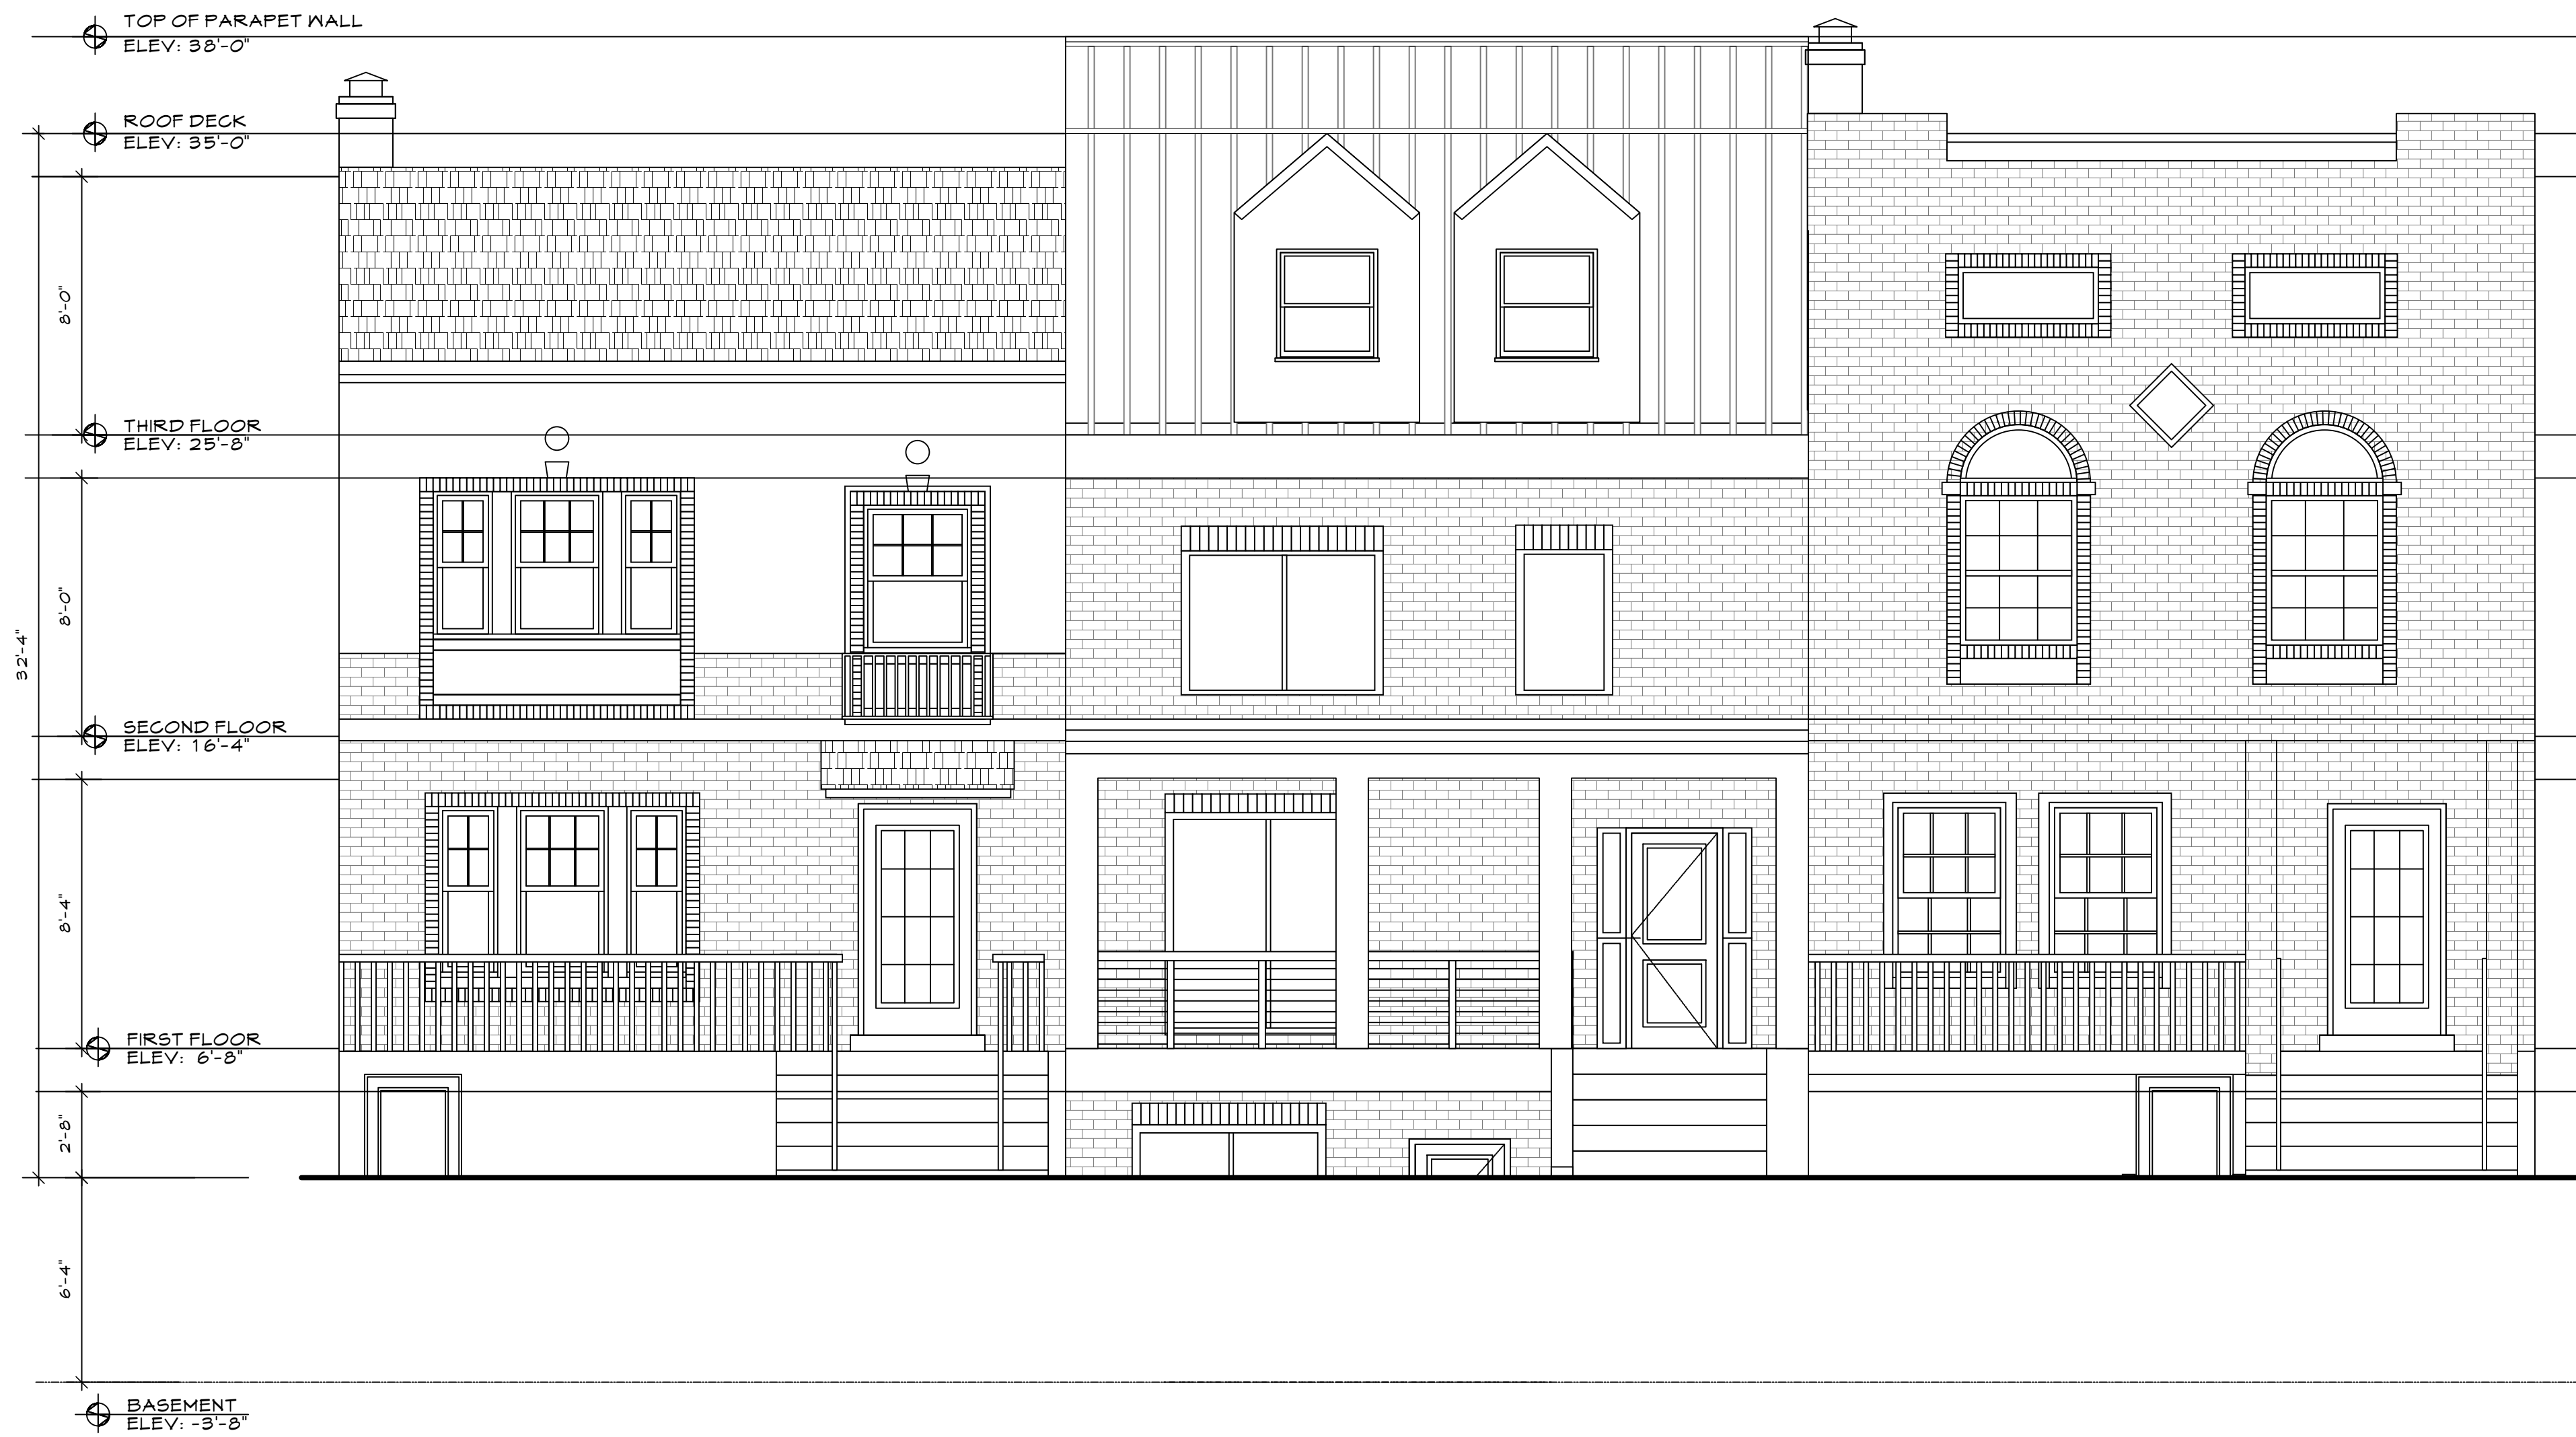 TOP OF PARAPET WALL
ELEV: 38'-0"
ROOF DECK
ELEV: 35'-0"
8'-0"
THIRD FLOOR
ELEV: 25'-8"
8'-0"
32'-4"
SECOND FLOOR
ELEV: 16'-4"
8'-4"
FIRST FLOOR
ELEV: 6'-8"
2'-8"
6'-4"
BASEMENT
ELEV: -3'-8"